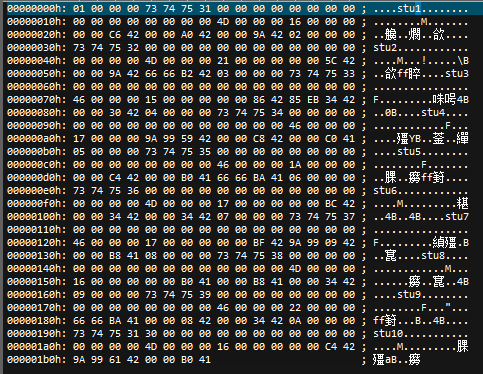 00000000h: 01 00 00 00 73 74 75 31 00 00 00 00 00 00 00 00 ; ....stu1........
00000010h: 00 00 00 00 00 00 00 00 4D 00 00 00 16 00 00 00 ; ........M.......
00000020h: 00 00 C6 42 00 00 A0 42 00 00 9A 42 02 00 00 00 ; ..欲....
00000030h: 73 74 75 32 00 00 00 00 00 00 00 00 00 00 00 00 ; stu2............
00000040h: 00 00 00 00 4D 00 00 00 21 00 00 00 00 00 5C 42 ; ....M...!.....\B
00000050h: 00 00 9A 42 66 66 B2 42 03 00 00 00 73 74 75 33 ; ..欲ff....stu3
00000060h: 00 00 00 00 00 00 00 00 00 00 00 00 00 00 00 00 ; ................
00000070h: 46 00 00 00 15 00 00 00 00 00 86 42 85 EB 34 42 ; F.........4B
00000080h: 00 00 30 42 04 00 00 00 73 74 75 34 00 00 00 00 ; ..0B....stu4....
00000090h: 00 00 00 00 00 00 00 00 00 00 00 00 46 00 00 00 ; ............F...
000000a0h: 17 00 00 00 9A 99 59 42 00 00 C8 42 00 00 C0 41 ; ....YB....
000000b0h: 05 00 00 00 73 74 75 35 00 00 00 00 00 00 00 00 ; ....stu5........
000000c0h: 00 00 00 00 00 00 00 00 46 00 00 00 1A 00 00 00 ; ........F.......
000000d0h: 00 00 C4 42 00 00 B0 41 66 66 BA 41 06 00 00 00 ; ....ff....
000000e0h: 73 74 75 36 00 00 00 00 00 00 00 00 00 00 00 00 ; stu6............
000000f0h: 00 00 00 00 4D 00 00 00 17 00 00 00 00 00 BC 42 ; ....M.........
00000100h: 00 00 34 42 00 00 34 42 07 00 00 00 73 74 75 37 ; ..4B..4B....stu7
00000110h: 00 00 00 00 00 00 00 00 00 00 00 00 00 00 00 00 ; ................
00000120h: 46 00 00 00 17 00 00 00 00 00 BF 42 9A 99 09 42 ; F.........B
00000130h: 00 00 B8 41 08 00 00 00 73 74 75 38 00 00 00 00 ; ......stu8....
00000140h: 00 00 00 00 00 00 00 00 00 00 00 00 4D 00 00 00 ; ............M...
00000150h: 16 00 00 00 00 00 B0 41 00 00 B8 41 00 00 34 42 ; ..........4B
00000160h: 09 00 00 00 73 74 75 39 00 00 00 00 00 00 00 00 ; ....stu9........
00000170h: 00 00 00 00 00 00 00 00 46 00 00 00 22 00 00 00 ; ........F..."...
00000180h: 66 66 BA 41 00 00 08 42 00 00 34 42 0A 00 00 00 ; ff...B..4B....
00000190h: 73 74 75 31 30 00 00 00 00 00 00 00 00 00 00 00 ; stu10...........
000001a0h: 00 00 00 00 4D 00 00 00 16 00 00 00 00 00 C4 42 ; ....M.........
000001b0h: 9A 99 61 42 00 00 B0 41 ; aB..